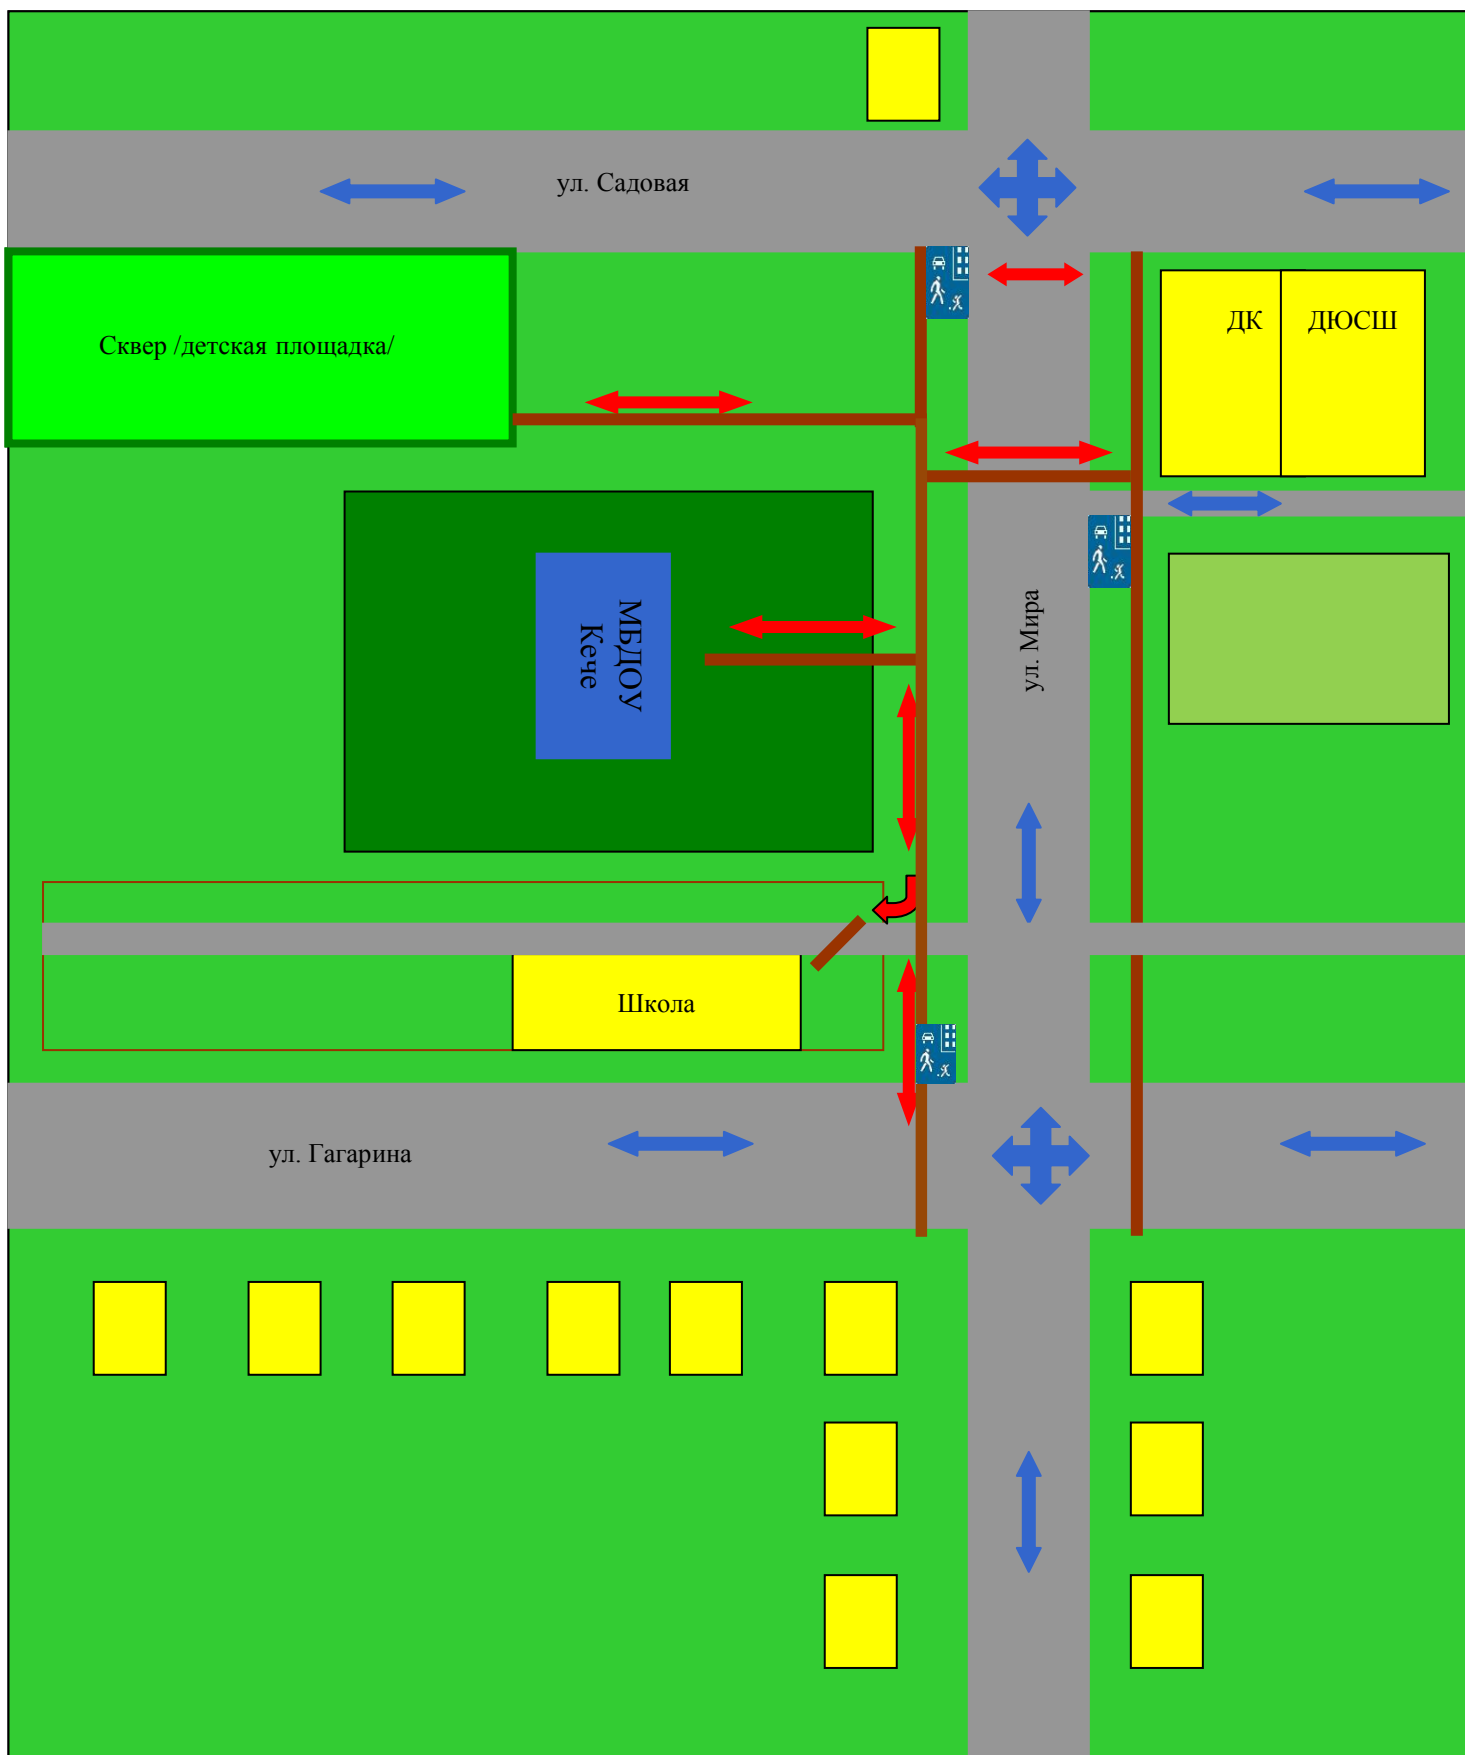 ул. Садовая
ДК
ДЮСШ
Сквер /детская площадка/
МБДОУ
Кече
ул. Мира
Школа
ул. Гагарина